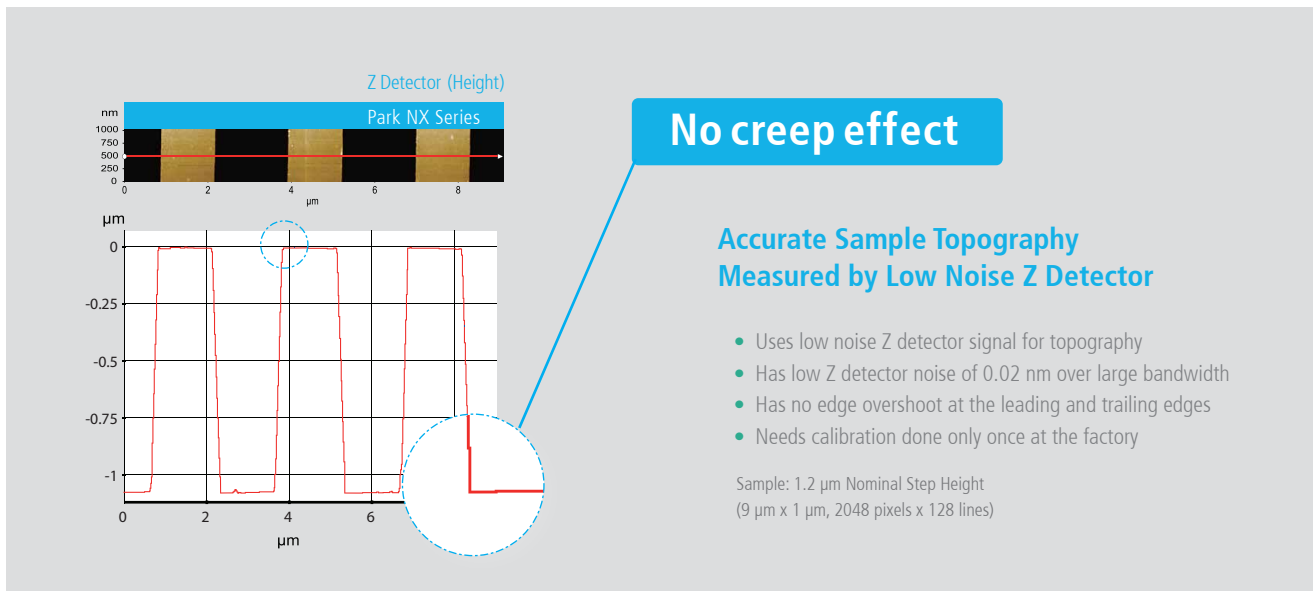 Z Detector (Height)
Park NX Series
nm
1000
750
500
250
0
0 2 4 6 8
µm
µm
0
-0.25
-0.5
-0.75
-1
0 2 4 6
µm
No creep effect
Accurate Sample Topography
Measured by Low Noise Z Detector
• Uses low noise Z detector signal for topography
• Has low Z detector noise of 0.02 nm over large bandwidth
• Has no edge overshoot at the leading and trailing edges
• Needs calibration done only once at the factory
Sample: 1.2 µm Nominal Step Height
(9 µm x 1 µm, 2048 pixels x 128 lines)